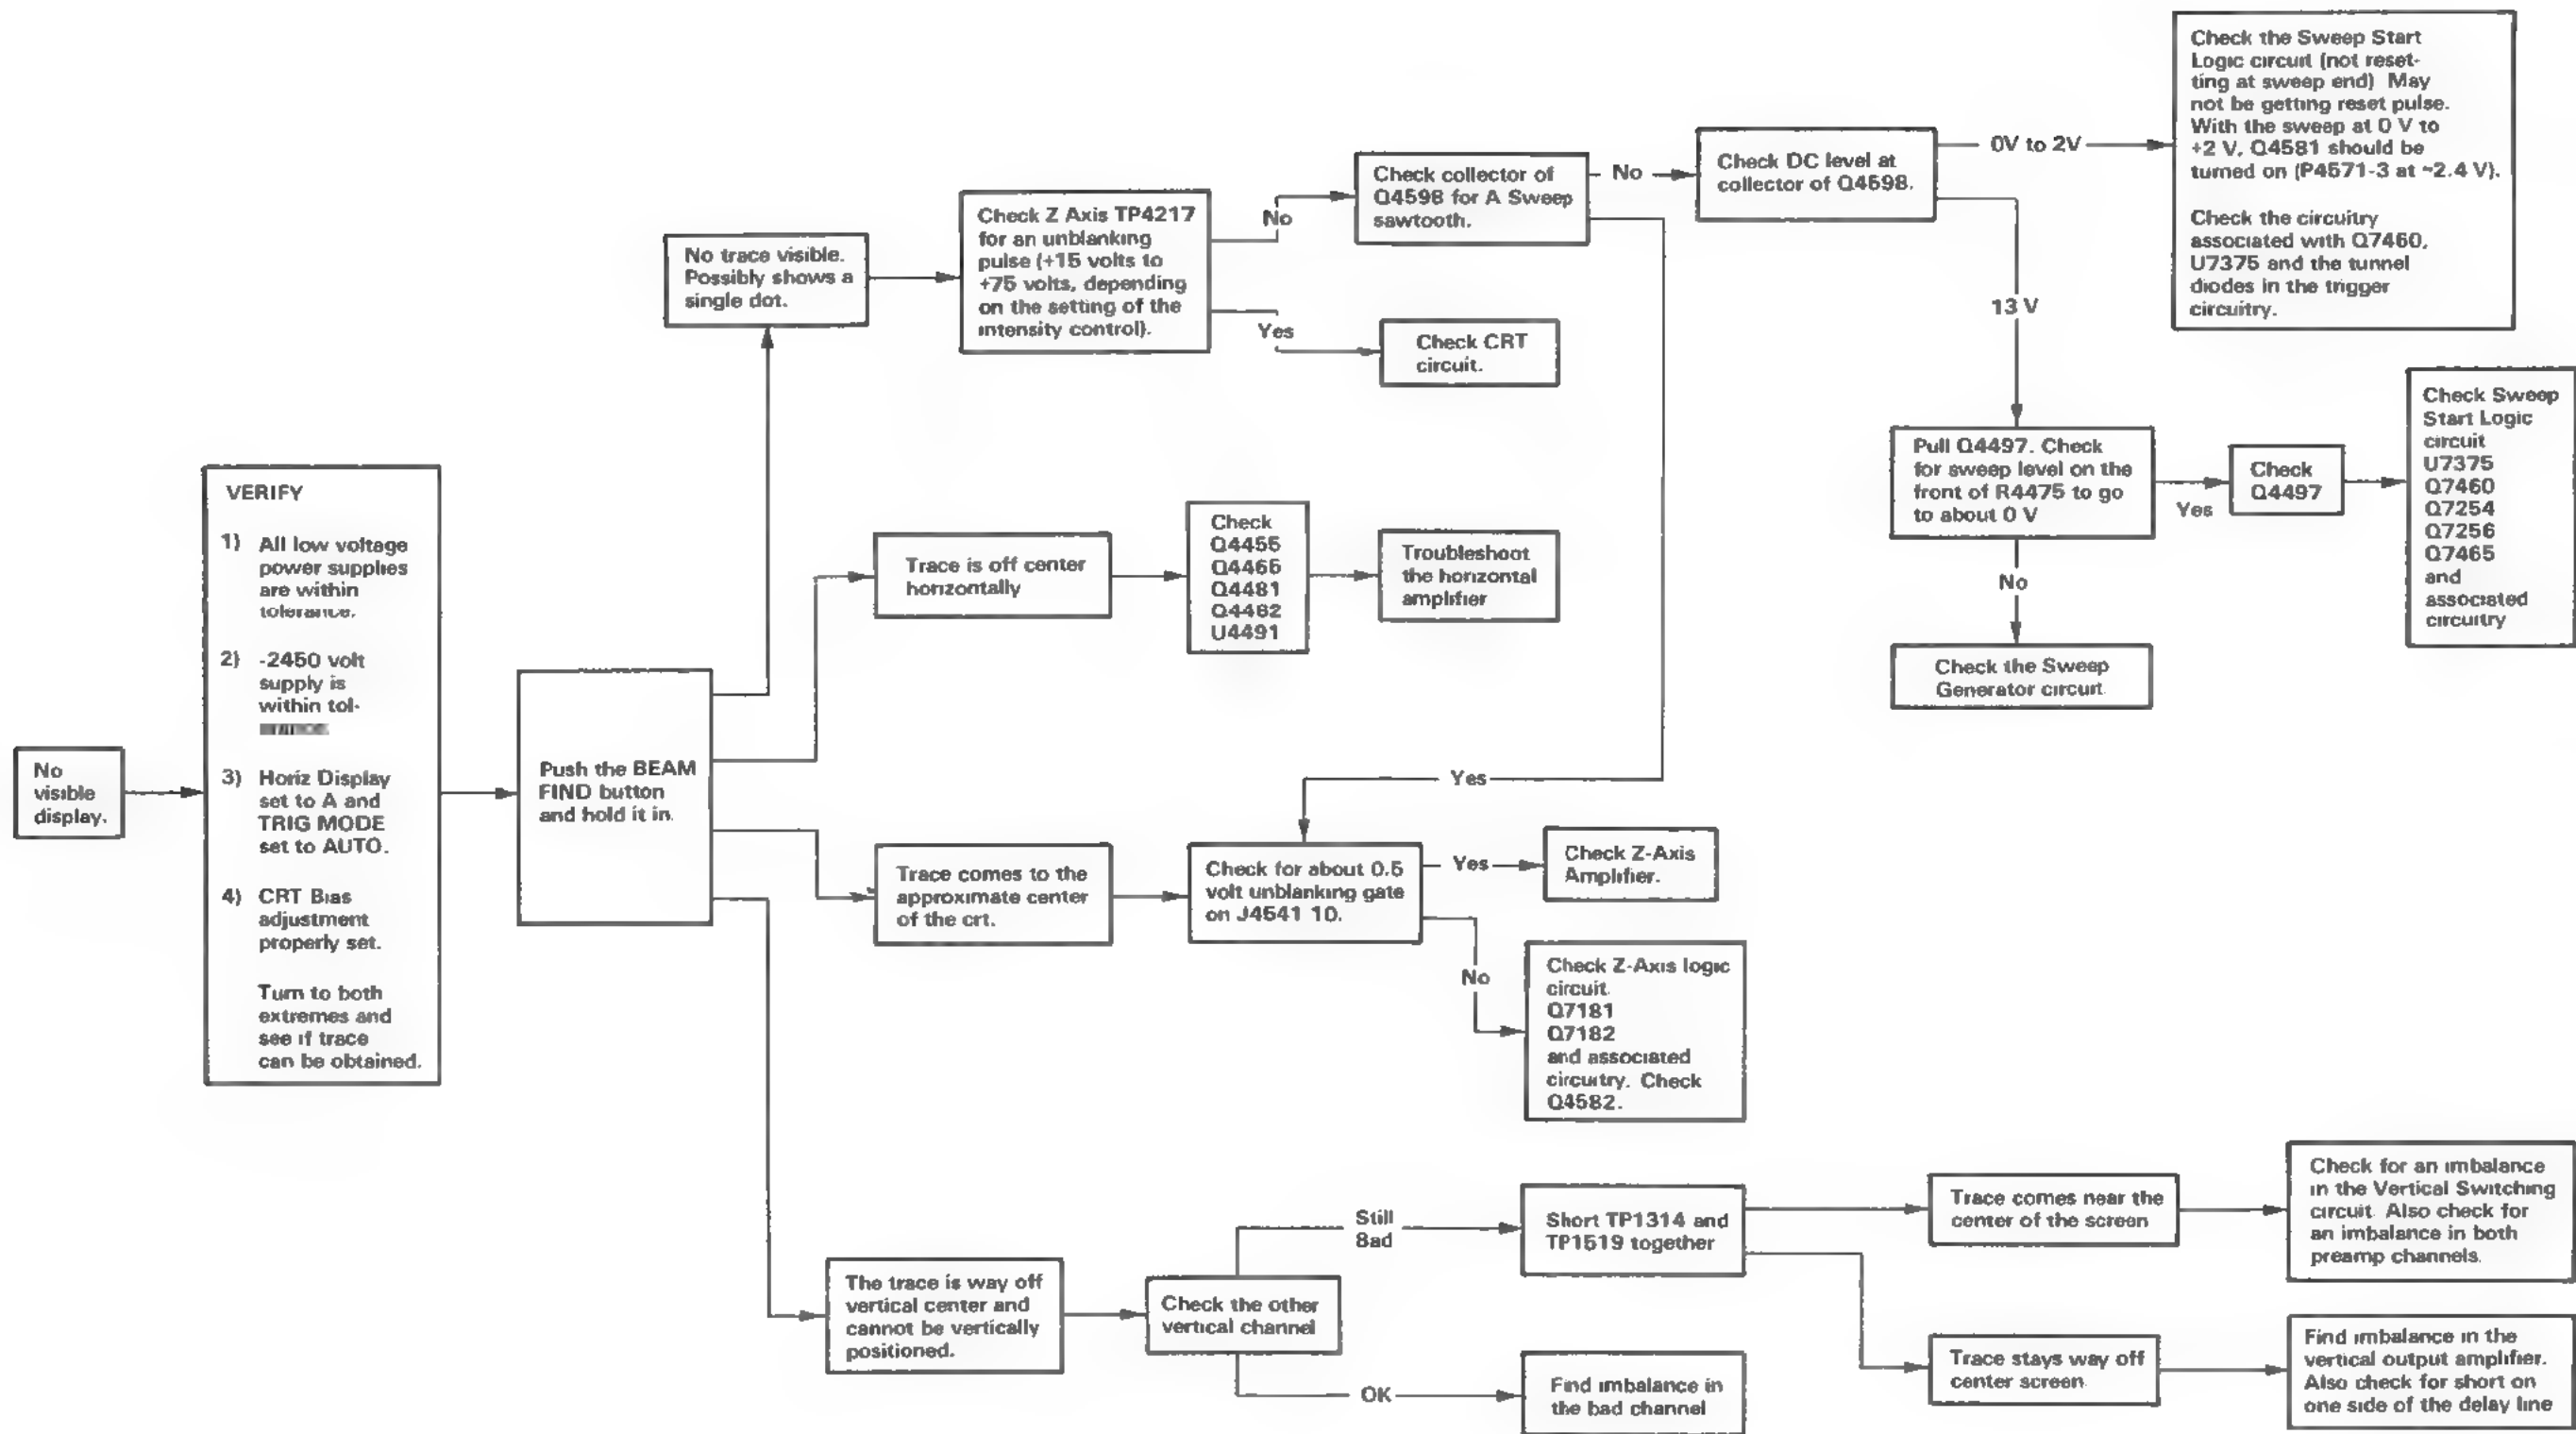 No
visible
display.
VERIFY
1) All low voltage
power supplies
are within
tolerance.
2) -2450 volt
supply is
within tol-
3) Horiz Display
set to A and
TRIG MODE
set to AUTO.
4) CRT Bias
adjustment
properly set.
Turn to both
extremes and
see if trace
can be obtained.
Push the BEAM
FIND button
and hold it in.
No trace visible.
Possibly shows a
single dot.
Check Z Axis TP4217
for an unblanking
pulse (+15 volts to
+75 volts, depending
on the setting of the
intensity control).
No
Yes
Check CRT
circuit.
Check collector of
Q4598 for A Sweep
sawtooth.
No
Yes
Check DC level at
collector of Q4598.
0V to 2V
13 V
Check the Sweep Start
Logic circuit (not reset-
ting at sweep end) May
not be getting reset pulse.
With the sweep at 0 V to
+2 V, Q4581 should be
turned on (P4571-3 at ~2.4 V).
Check the circuitry
associated with Q7460,
U7375 and the tunnel
diodes in the trigger
circuitry.
Pull Q4497. Check
for sweep level on the
front of R4475 to go
to about 0 V
Yes
No
Check
Q4497
Check Sweep
Start Logic
circuit
U7375
Q7460
Q7254
Q7256
Q7465
and
associated
circuitry
Check the Sweep
Generator circuit
Trace is off center
horizontally
Check
Q4455
Q4465
Q4481
Q4482
U4491
Troubleshoot
the horizontal
amplifier
Trace comes to the
approximate center
of the crt.
Check for about 0.5
volt unblanking gate
on J4541 10.
Yes
No
Check Z-Axis
Amplifier.
Check Z-Axis logic
circuit.
Q7181
Q7182
and associated
circuitry. Check
Q4582.
The trace is way off
vertical center and
cannot be vertically
positioned.
Check the other
vertical channel
Still
Bad
OK
Short TP1314 and
TP1519 together
Find imbalance in
the bad channel
Trace comes near the
center of the screen
Check for an imbalance
in the Vertical Switching
circuit. Also check for
an imbalance in both
preamp channels.
Trace stays way off
center screen
Find imbalance in the
vertical output amplifier.
Also check for short on
one side of the delay line